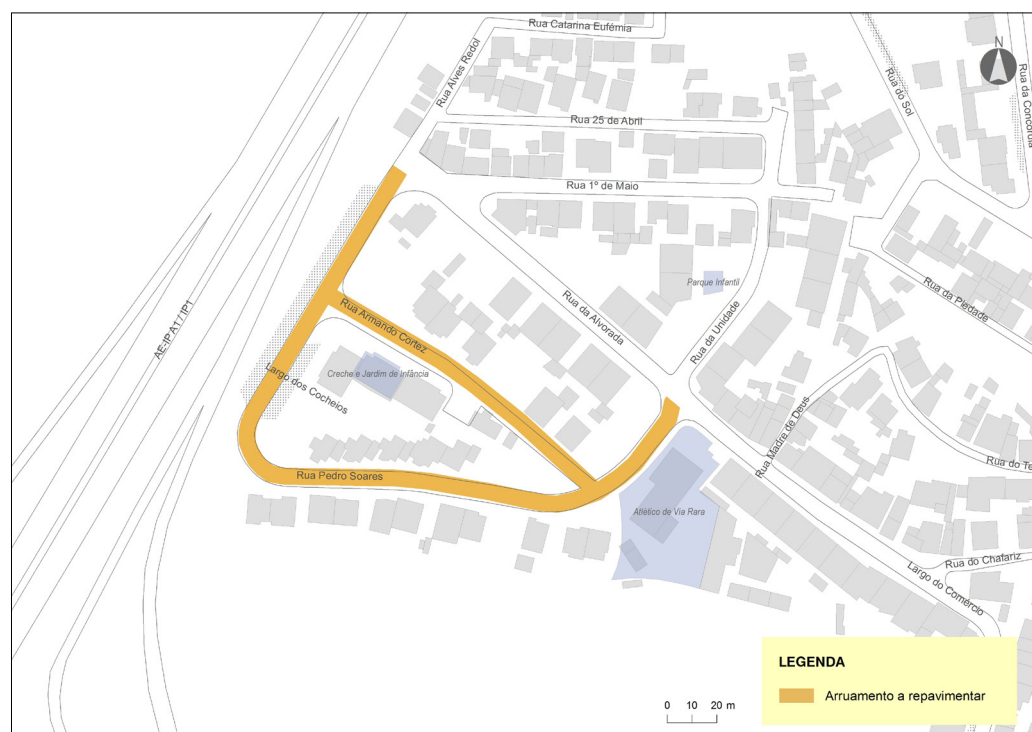 Rua Catarina Eufémia
N
Rua Alves Redol
Rua do Sol
Rua da Concórdia
Rua 25 de Abril
Rua 1º de Maio
Parque Infantil
Rua da Piedade
Rua da Unidade
Rua da Alvorada
AE-IP A1 / IP1
Rua Armando Cortez
Creche e Jardim de Infância
Largo dos Cocheios
Rua Madre de Deus
Rua do Te
Rua Pedro Soares
Atlético de Via Rara
Rua do Chafariz
Largo do Comércio
LEGENDA
Arruamento a repavimentar
0 10 20 m